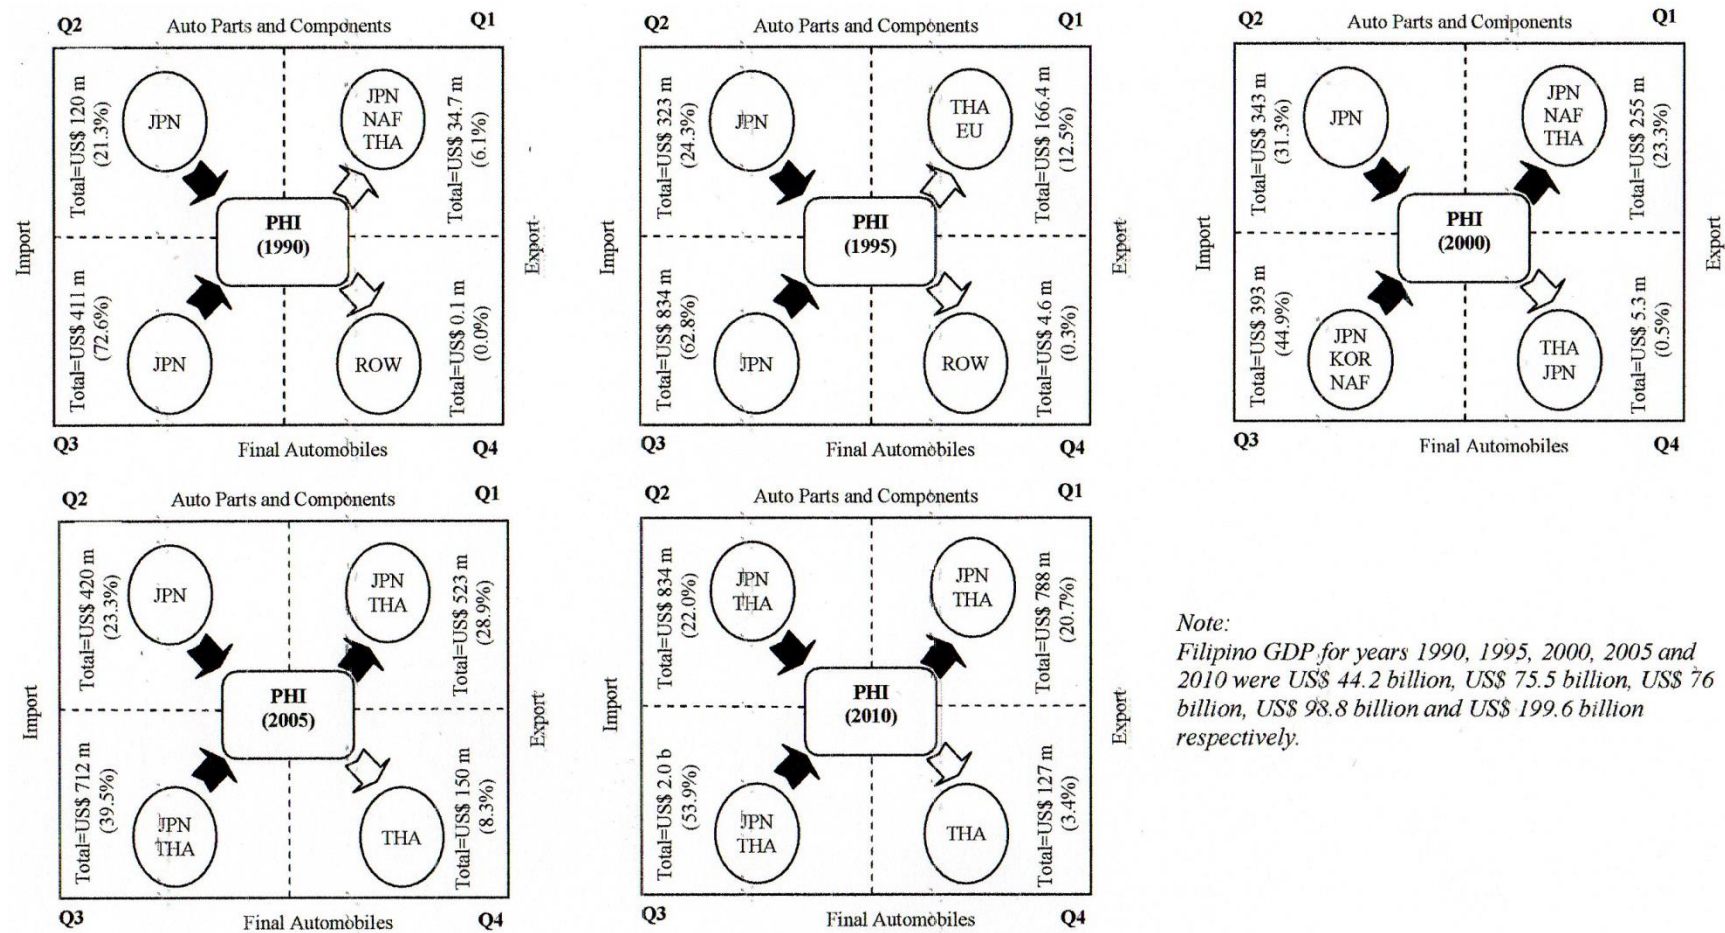 Q2 Auto Parts and Components Q1
Import
Total=US$ 120 m
(21.3%)
JPN
JPN
NAF
THA
Total=US$ 34.7 m
(6.1%)
Export
PHI
(1990)
Total=US$ 411 m
(72.6%)
JPN
ROW
Total=US$ 0.1 m
(0.0%)
Q3 Final Automobiles Q4
Q2 Auto Parts and Components Q1
Import
Total=US$ 323 m
(24.3%)
JPN
THA
EU
Total=US$ 166.4 m
(12.5%)
Export
PHI
(1995)
Total=US$ 834 m
(62.8%)
JPN
ROW
Total=US$ 4.6 m
(0.3%)
Q3 Final Automobiles Q4
Q2 Auto Parts and Components Q1
Import
Total=US$ 343 m
(31.3%)
JPN
JPN
NAF
THA
Total=US$ 255 m
(23.3%)
Export
PHI
(2000)
Total=US$ 393 m
(44.9%)
JPN
KOR
NAF
THA
JPN
Total=US$ 5.3 m
(0.5%)
Q3 Final Automobiles Q4
Q2 Auto Parts and Components Q1
Import
Total=US$ 420 m
(23.3%)
JPN
JPN
THA
Total=US$ 523 m
(28.9%)
Export
PHI
(2005)
Total=US$ 712 m
(39.5%)
JPN
THA
THA
Total=US$ 150 m
(8.3%)
Q3 Final Automobiles Q4
Q2 Auto Parts and Components Q1
Import
Total=US$ 834 m
(22.0%)
JPN
THA
JPN
THA
Total=US$ 788 m
(20.7%)
Export
PHI
(2010)
Total=US$ 2.0 b
(53.9%)
JPN
THA
THA
Total=US$ 127 m
(3.4%)
Q3 Final Automobiles Q4
Note:
Filipino GDP for years 1990, 1995, 2000, 2005 and
2010 were US$ 44.2 billion, US$ 75.5 billion, US$ 76
billion, US$ 98.8 billion and US$ 199.6 billion
respectively.